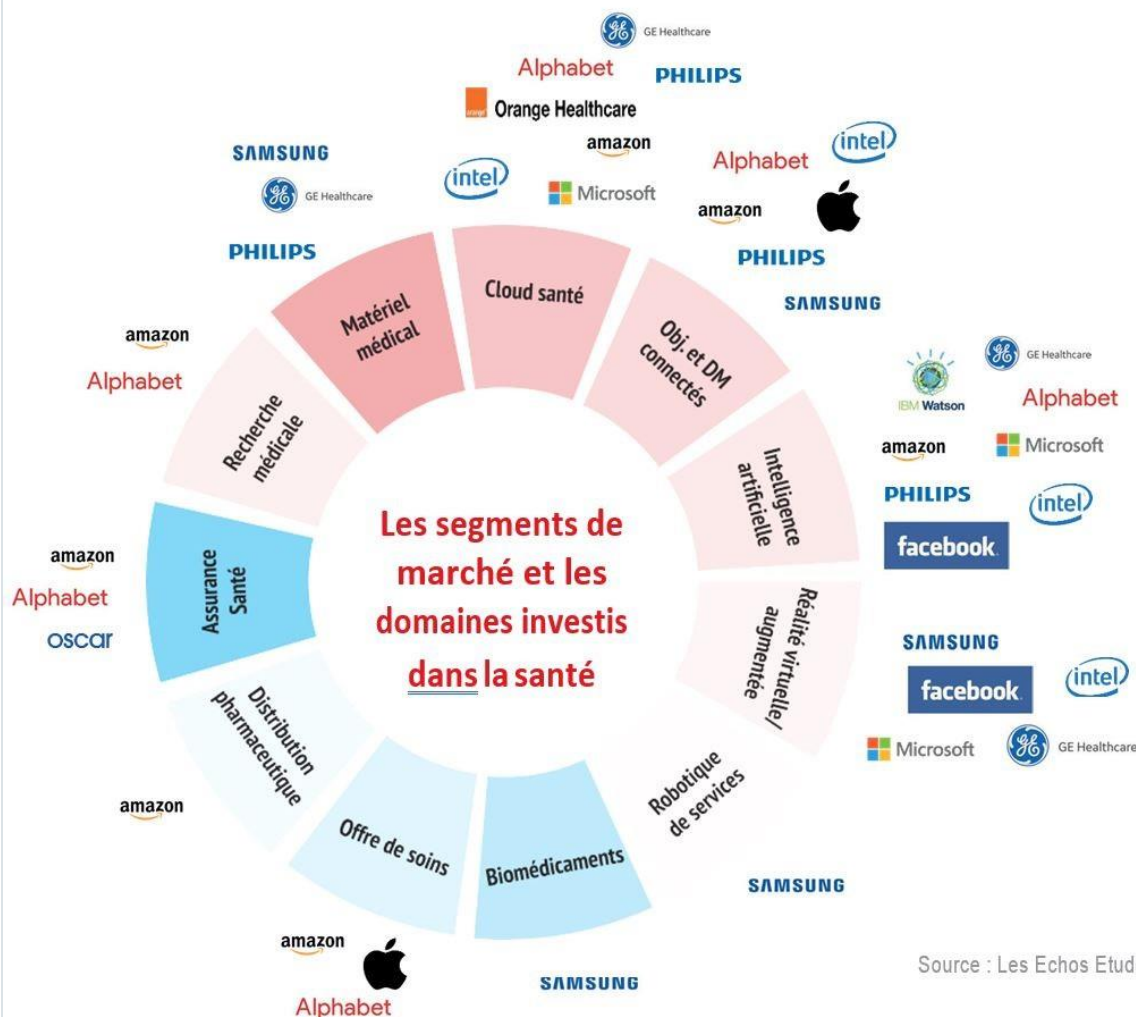 GE Healthcare
Alphabet
PHILIPS
orange
Orange Healthcare
amazon
intel
Microsoft
Alphabet
intel
amazon
PHILIPS
SAMSUNG
SAMSUNG
GE Healthcare
PHILIPS
Matériel
médical
Cloud santé
Obj. et DM
connectés
amazon
Alphabet
Recherche
médicale
IBM Watson
GE Healthcare
Alphabet
amazon
Microsoft
PHILIPS
intel
facebook
Intelligence
artificielle
Les segments de
marché et les
domaines investis
dans la santé
amazon
Alphabet
oscar
Assurance
Santé
Réalité virtuelle/
augmentée
SAMSUNG
facebook
intel
Microsoft
GE Healthcare
Distribution
pharmaceutique
amazon
Robotique
de services
SAMSUNG
Offre de soins
Biomédicaments
amazon
Alphabet
SAMSUNG
Source : Les Echos Etud